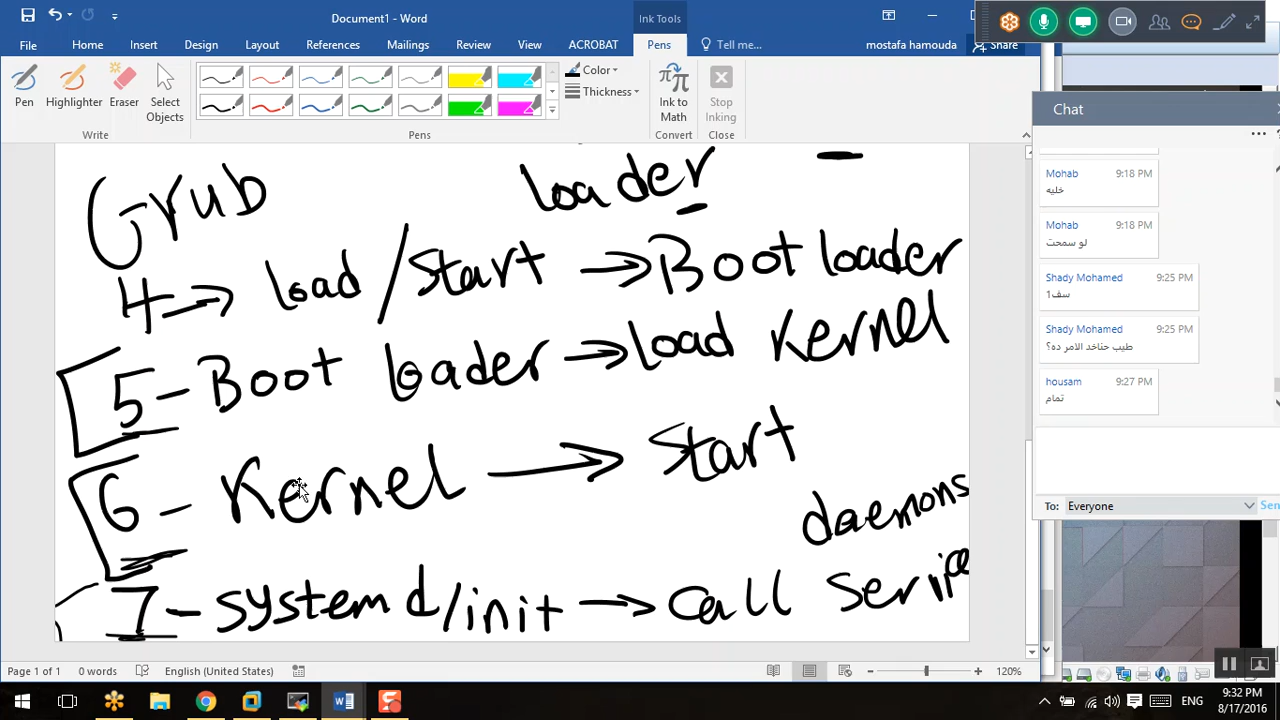 Document1 - Word
Ink Tools
File
Home
Insert
Design
Layout
References
Mailings
Review
View
ACROBAT
Pens
Tell me...
mostafa hamouda
Share
Pen
Highlighter
Eraser
Select Objects
Color
Thickness
Ink to Math
Stop Inking
Write
Pens
Convert
Close
Grub
loader
4 → load / Start → Boot loader
5 - Boot loader → load Kernel
6 - Kernel → Start
daemons
7 - systemd/init → Call Service
Chat
Mohab 9:18 PM
خليه
Mohab 9:18 PM
لو سمحت
Shady Mohamed 9:25 PM
سف1
Shady Mohamed 9:25 PM
طيب حناخد الامر ده؟
housam 9:27 PM
تمام
To: Everyone
Sen
Page 1 of 1
0 words
English (United States)
120%
ENG
9:32 PM
8/17/2016